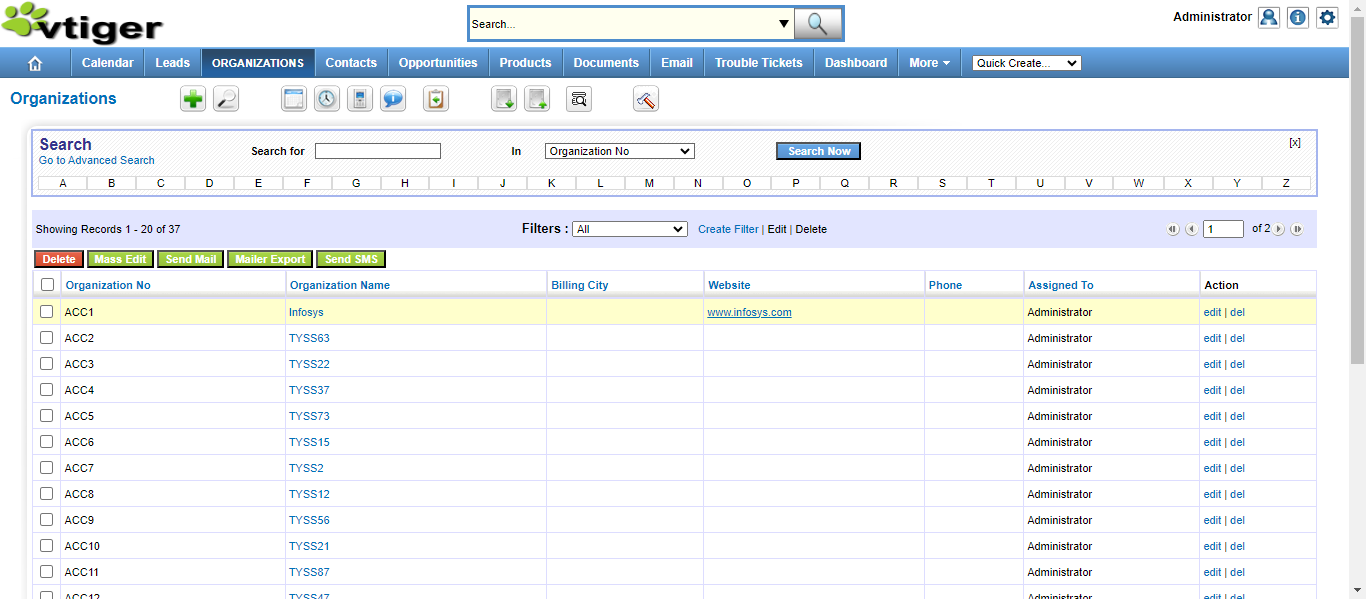 vtiger
Search...
Administrator
Calendar Leads ORGANIZATIONS Contacts Opportunities Products Documents Email Trouble Tickets Dashboard More Quick Create...
Organizations
Search
Go to Advanced Search
Search for In Organization No Search Now [x]
A B C D E F G H I J K L M N O P Q R S T U V W X Y Z
Showing Records 1 - 20 of 37 Filters : All Create Filter | Edit | Delete 1 of 2
Delete Mass Edit Send Mail Mailer Export Send SMS
Organization No Organization Name Billing City Website Phone Assigned To Action
ACC1 Infosys www.infosys.com Administrator edit | del
ACC2 TYSS63 Administrator edit | del
ACC3 TYSS22 Administrator edit | del
ACC4 TYSS37 Administrator edit | del
ACC5 TYSS73 Administrator edit | del
ACC6 TYSS15 Administrator edit | del
ACC7 TYSS2 Administrator edit | del
ACC8 TYSS12 Administrator edit | del
ACC9 TYSS56 Administrator edit | del
ACC10 TYSS21 Administrator edit | del
ACC11 TYSS87 Administrator edit | del
ACC12 TYSS47 Administrator edit | del